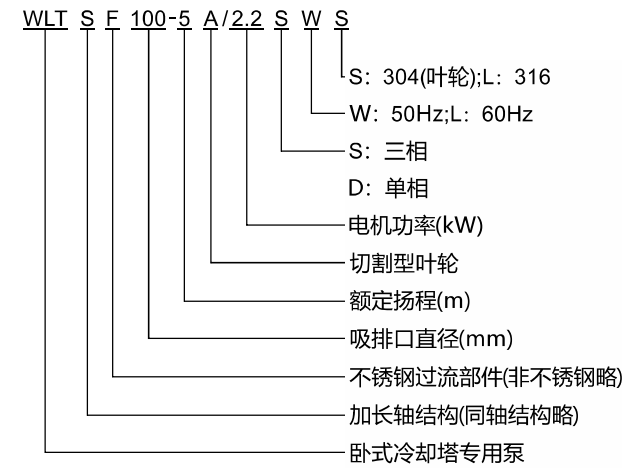 WLT S F 100-5 A/2.2 S W S
S：304(叶轮);L：316
W：50Hz;L：60Hz
S：三相
D：单相
电机功率(kW)
切割型叶轮
额定扬程(m)
吸排口直径(mm)
不锈钢过流部件(非不锈钢略)
加长轴结构(同轴结构略)
卧式冷却塔专用泵